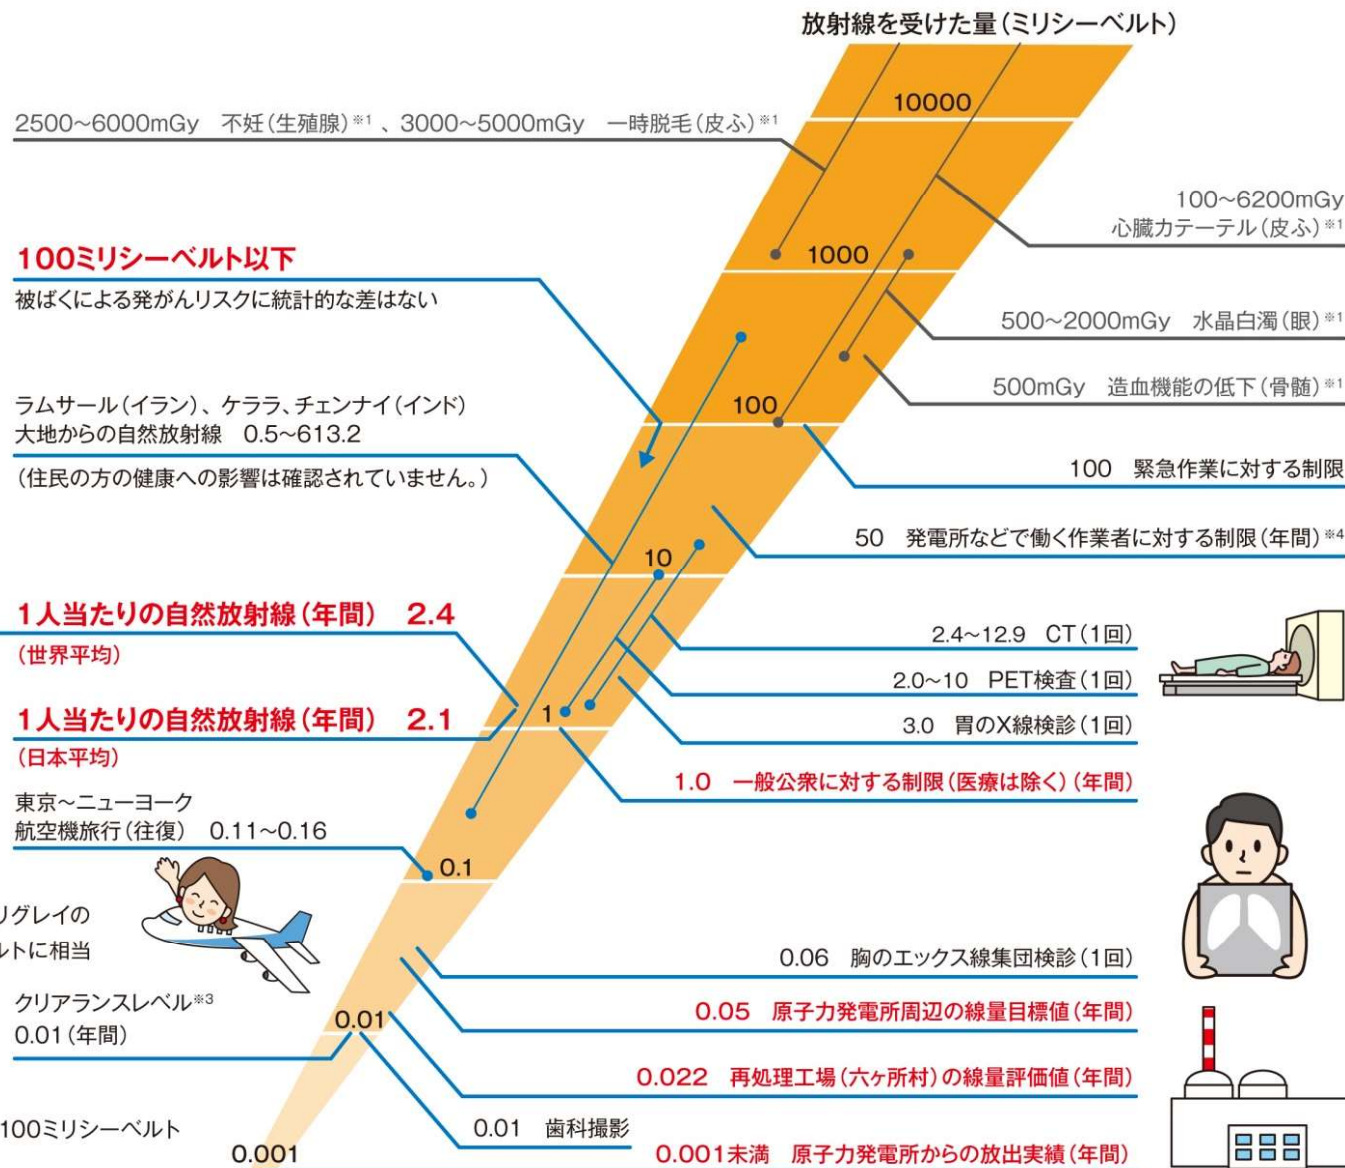 放射線を受けた量（ミリシーベルト）
10000
2500～6000mGy　不妊（生殖腺）※1 、3000～5000mGy　一時脱毛（皮ふ）※1
100～6200mGy
心臓カテーテル（皮ふ）※1
100ミリシーベルト以下
被ばくによる発がんリスクに統計的な差はない
1000
500～2000mGy　水晶白濁（眼）※1
500mGy　造血機能の低下（骨髄）※1
ラムサール（イラン）、ケララ、チェンナイ（インド）
大地からの自然放射線　0.5～613.2
（住民の方の健康への影響は確認されていません。）
100
100　緊急作業に対する制限
50　発電所などで働く作業者に対する制限（年間）※4
10
1人当たりの自然放射線（年間）　2.4
（世界平均）
2.4～12.9　CT（1回）
2.0～10　PET検査（1回）
1人当たりの自然放射線（年間）　2.1
（日本平均）
1
3.0　胃のX線検診（1回）
1.0　一般公衆に対する制限（医療は除く）（年間）
東京～ニューヨーク
航空機旅行（往復）　0.11～0.16
0.1
リグレイの
ルトに相当
0.06　胸のエックス線集団検診（1回）
クリアランスレベル※3
0.01（年間）
0.01
0.05　原子力発電所周辺の線量目標値（年間）
0.022　再処理工場（六ヶ所村）の線量評価値（年間）
100ミリシーベルト
0.01　歯科撮影
0.001
0.001未満　原子力発電所からの放出実績（年間）